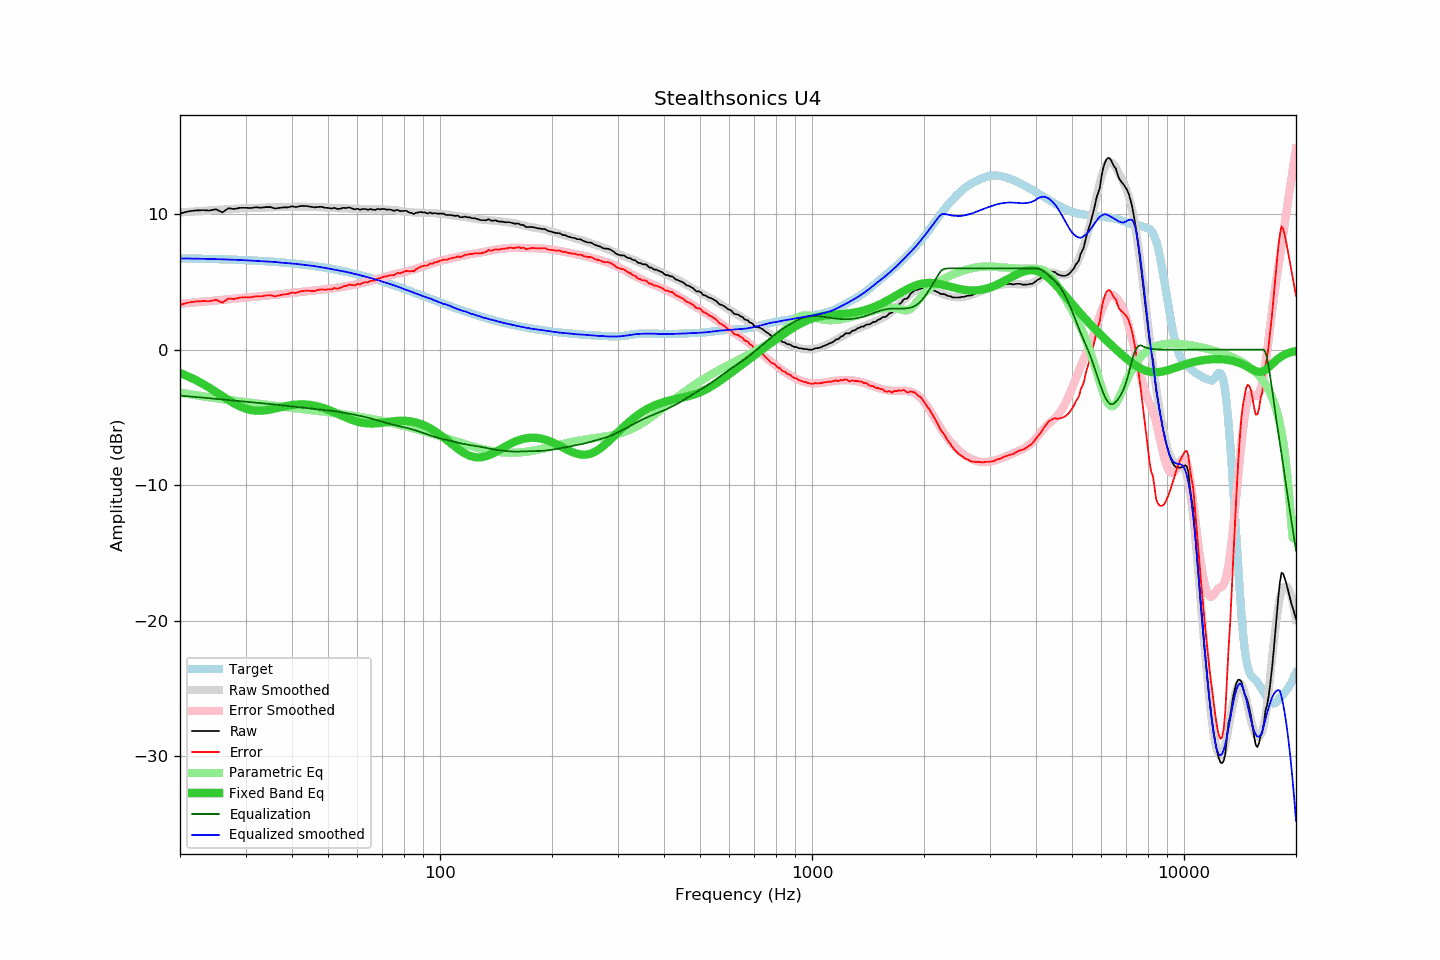 Stealthsonics U4
10
0
−10
−20
−30
Amplitude (dBr)
Target
Raw Smoothed
Error Smoothed
Raw
Error
Parametric Eq
Fixed Band Eq
Equalization
Equalized smoothed
100
1000
10000
Frequency (Hz)